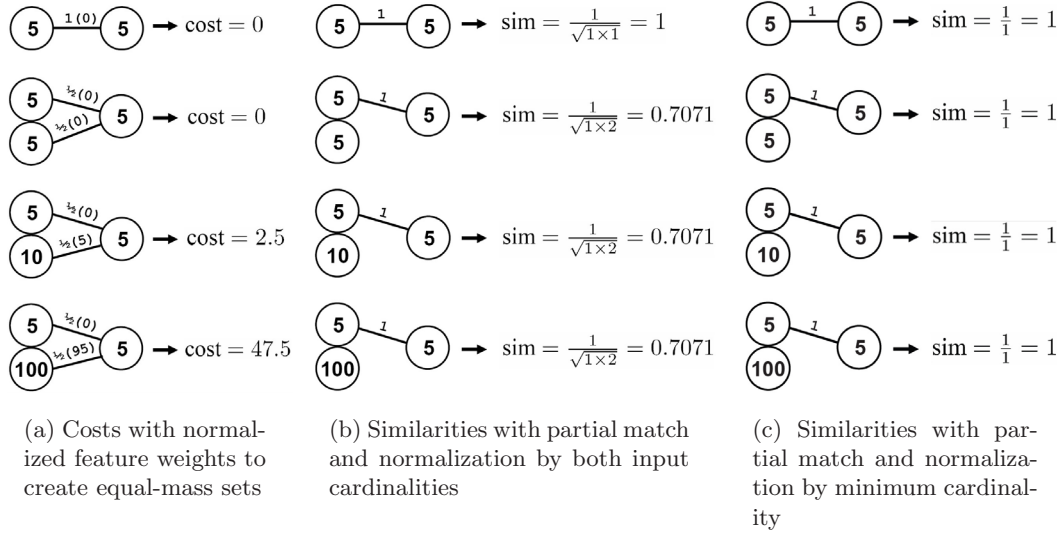 5 1(0) 5 → cost = 0
5 ½(0) 5 → cost = 0
5 ½(0)
5 ½(0) 5 → cost = 2.5
10 ½(5)
5 ½(0) 5 → cost = 47.5
100 ½(95)
(a) Costs with normal-
ized feature weights to
create equal-mass sets
5 1 5 → sim = 1/√(1×1) = 1
5 1 5 → sim = 1/√(1×2) = 0.7071
5
5 1 5 → sim = 1/√(1×2) = 0.7071
10
5 1 5 → sim = 1/√(1×2) = 0.7071
100
(b) Similarities with partial match
and normalization by both input
cardinalities
5 1 5 → sim = 1/1 = 1
5 1 5 → sim = 1/1 = 1
5
5 1 5 → sim = 1/1 = 1
10
5 1 5 → sim = 1/1 = 1
100
(c) Similarities with par-
tial match and normaliza-
tion by minimum cardinal-
ity